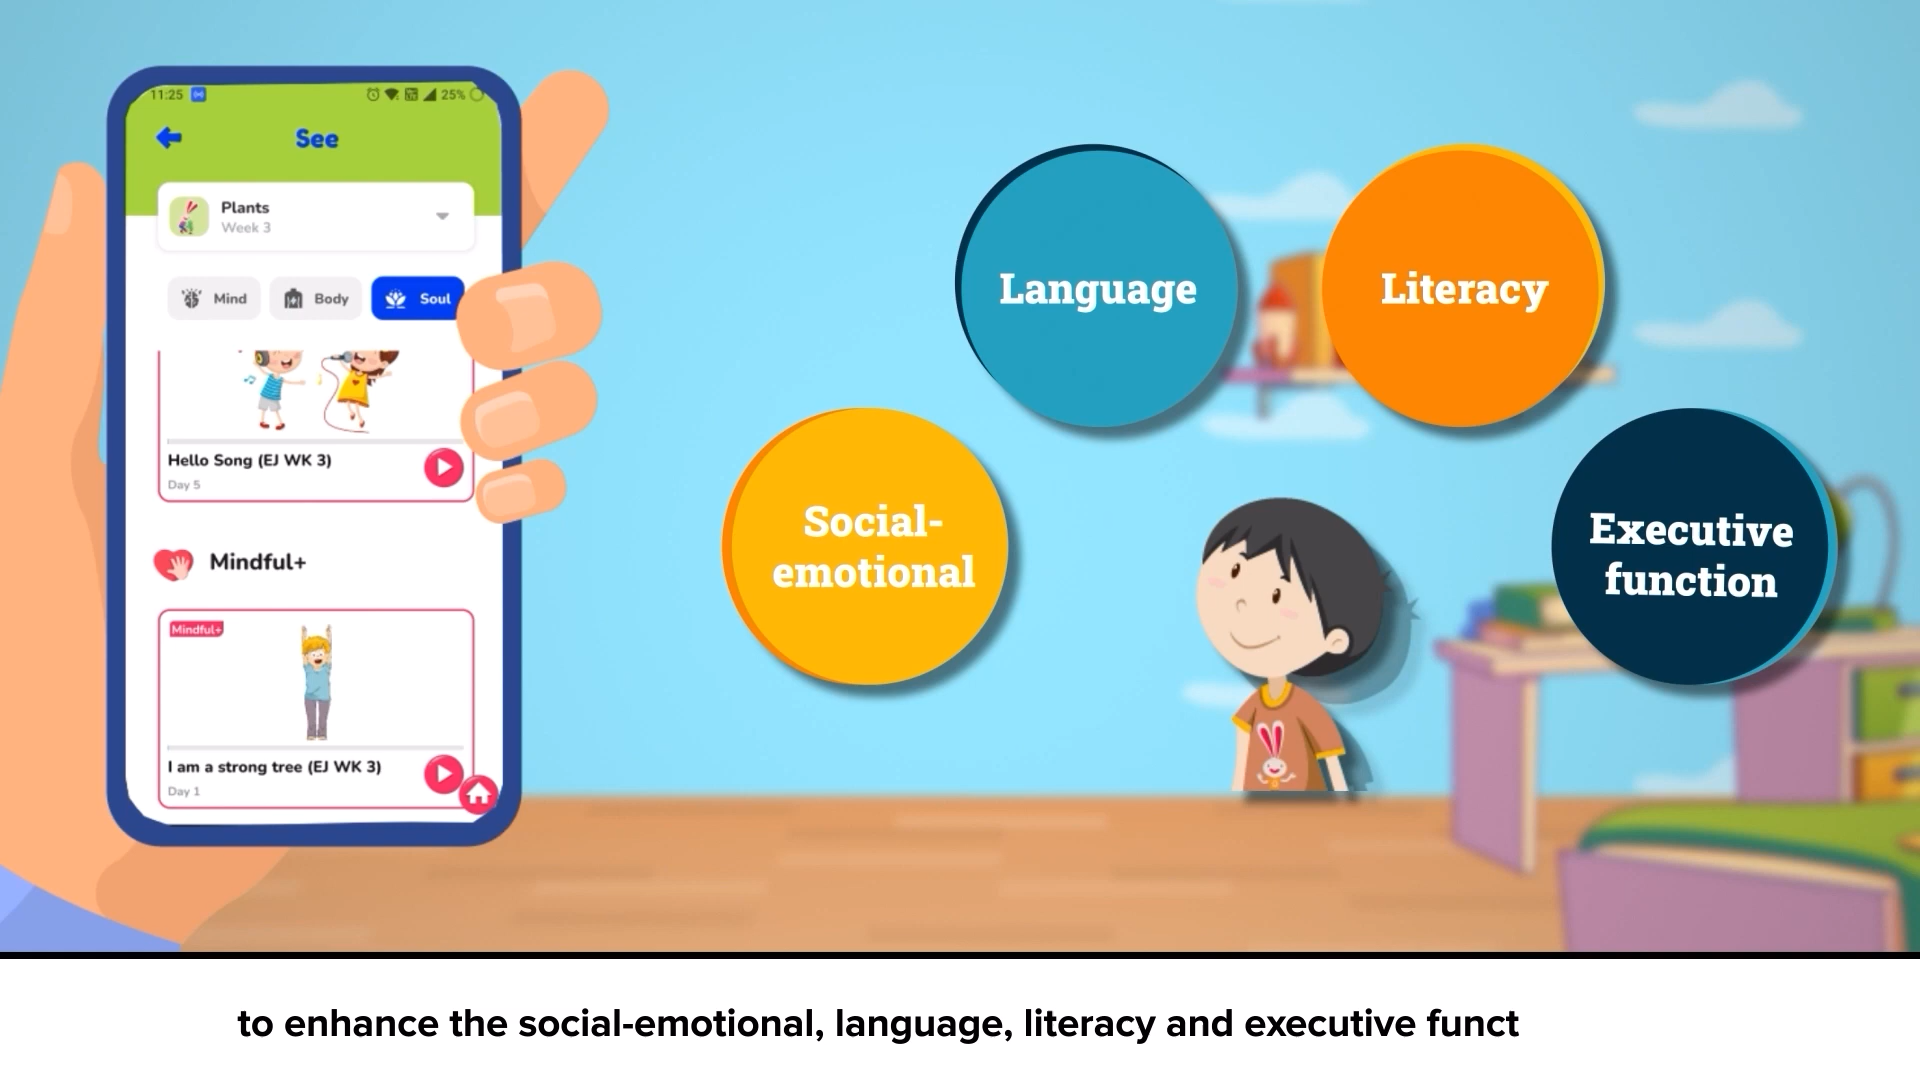 11:25
25%
See
Plants
Week 3
Mind
Body
Soul
Hello Song (EJ WK 3)
Day 5
Mindful+
Mindful+
I am a strong tree (EJ WK 3)
Day 1
Language
Literacy
Social-
emotional
Executive
function
to enhance the social-emotional, language, literacy and executive funct